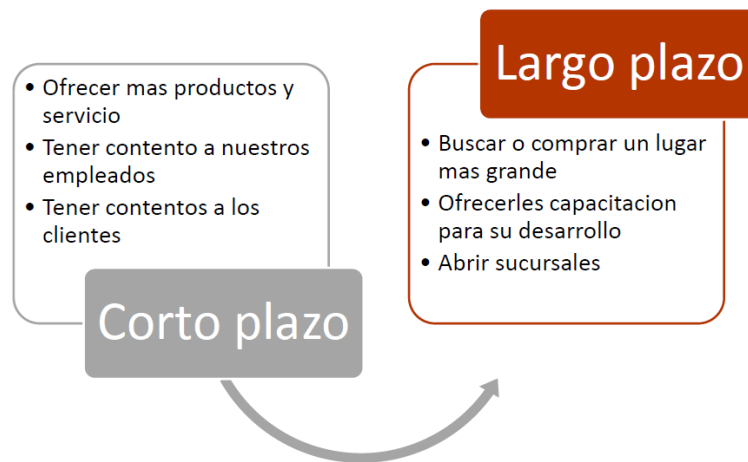 • Ofrecer mas productos y
servicio
• Tener contento a nuestros
empleados
• Tener contentos a los
clientes
Corto plazo
Largo plazo
• Buscar o comprar un lugar
mas grande
• Ofrecerles capacitacion
para su desarrollo
• Abrir sucursales